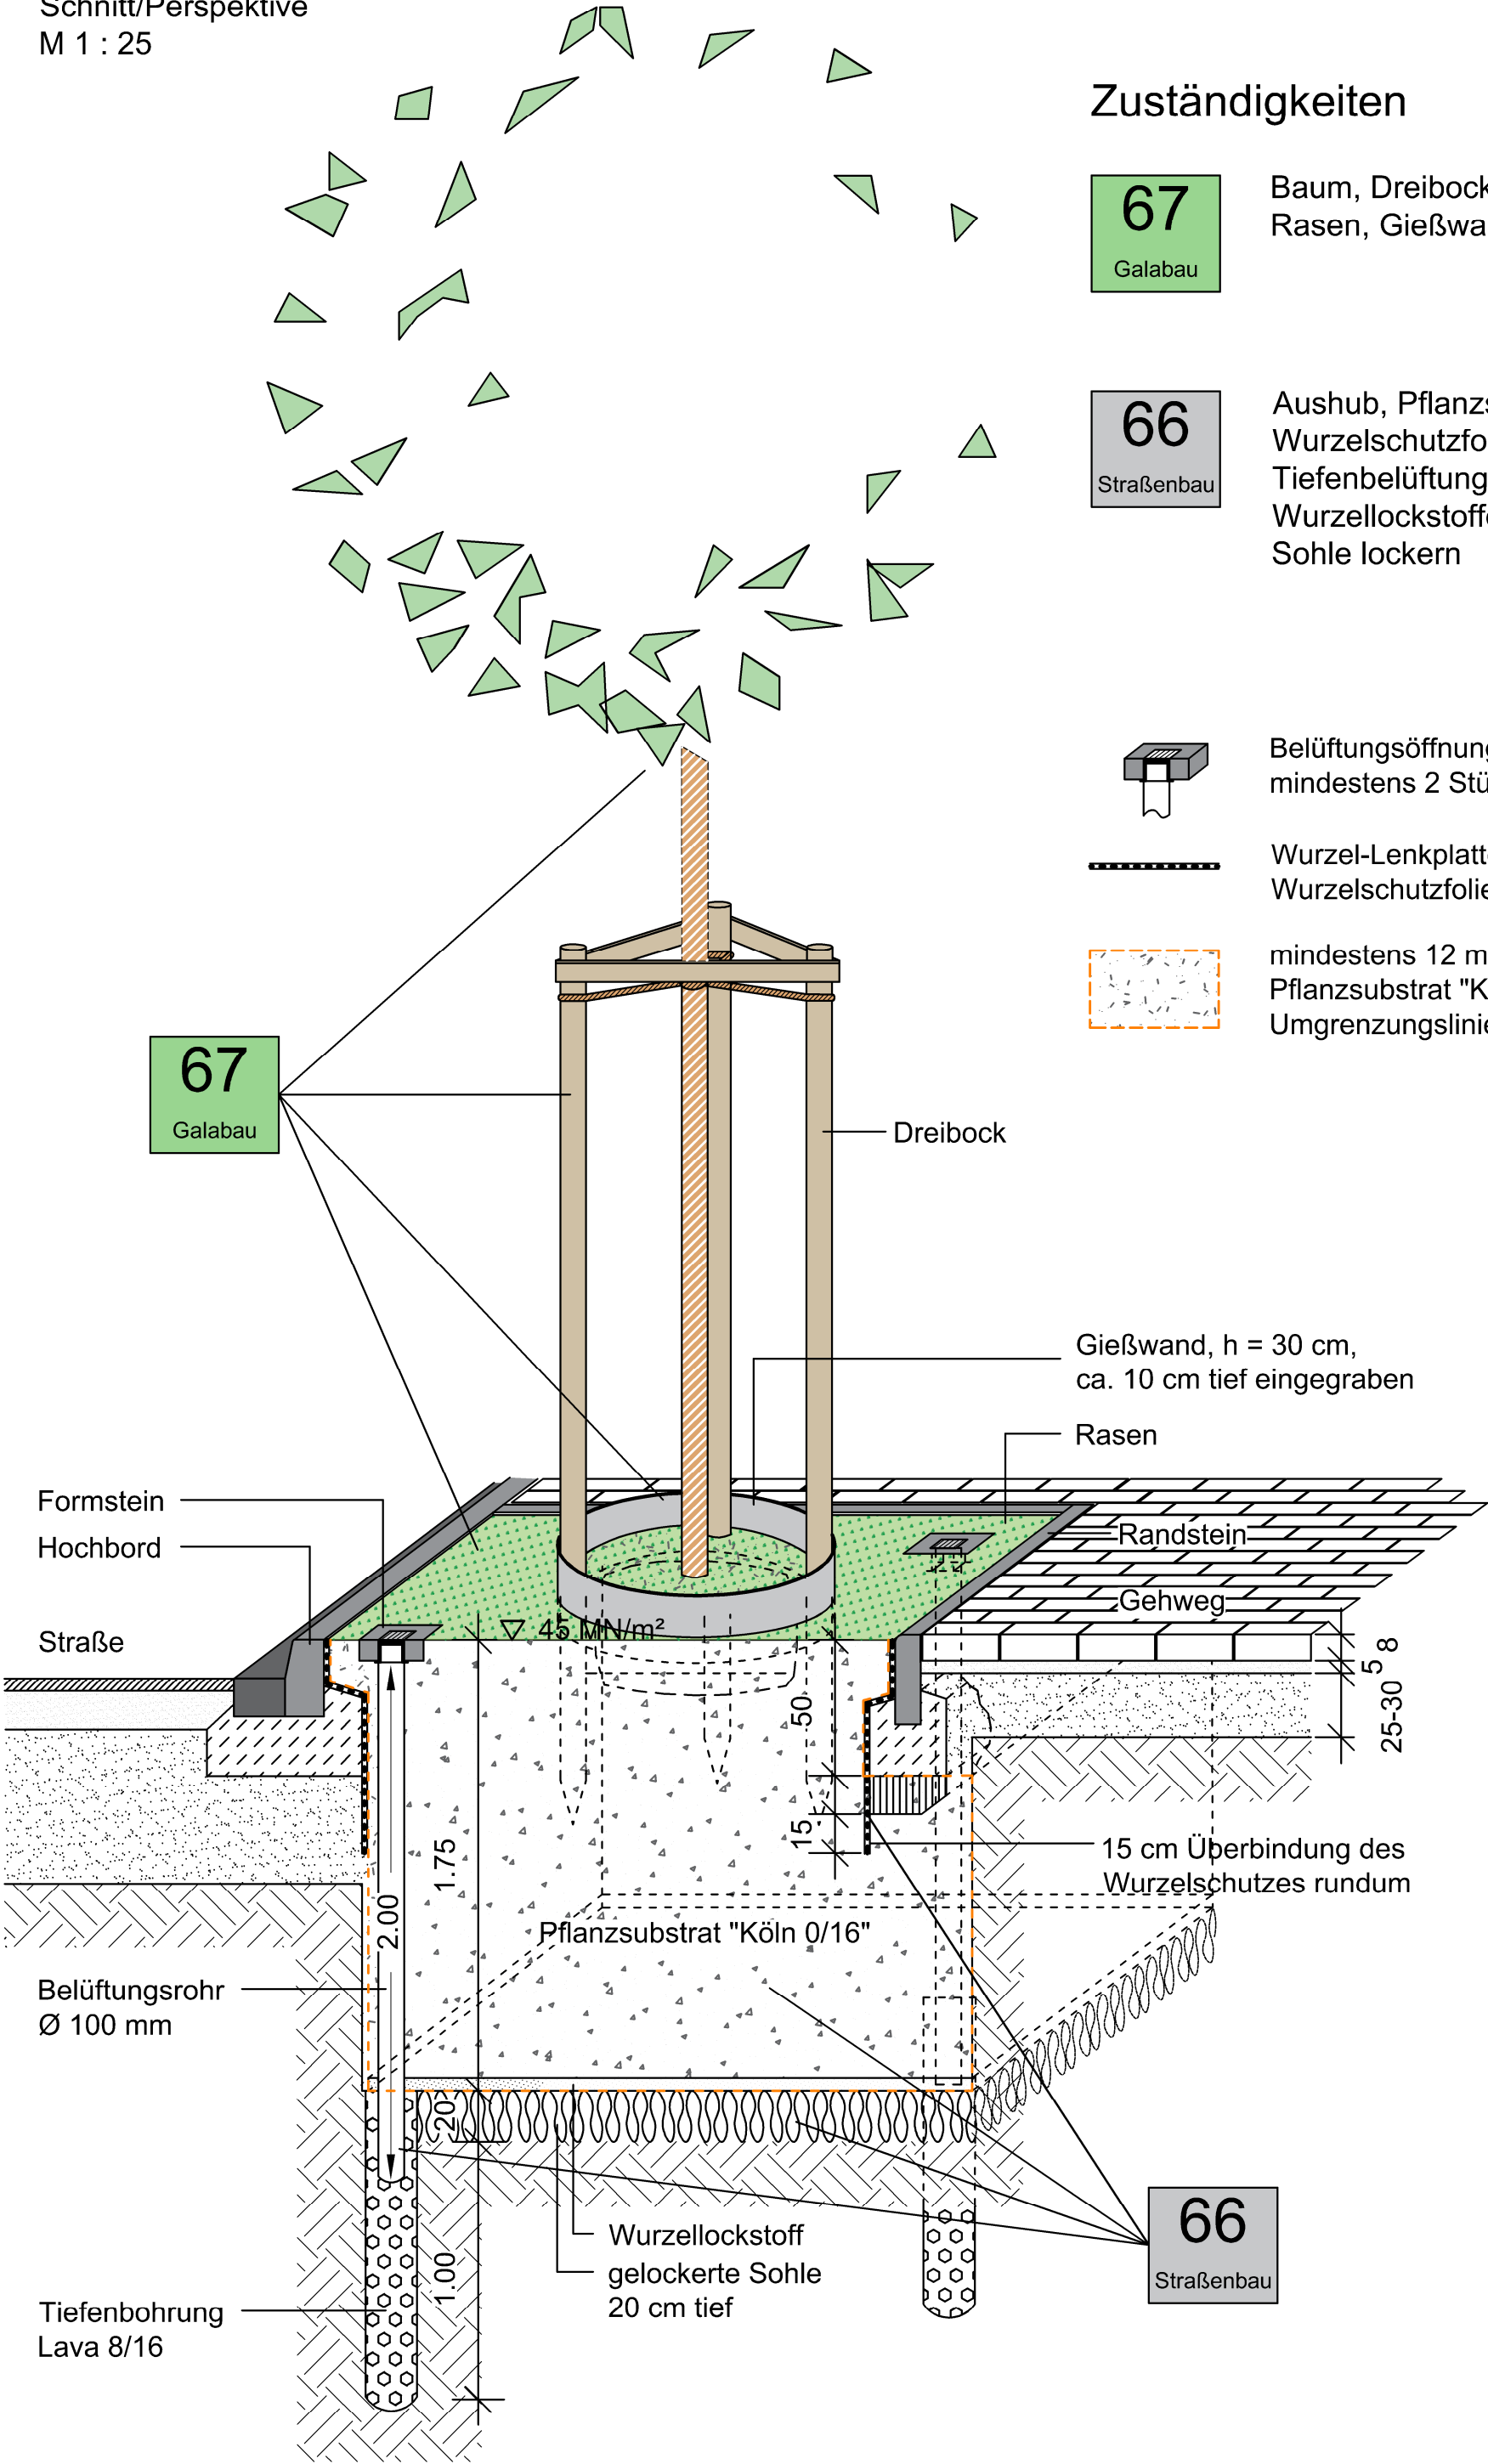 Schnitt/Perspektive
M 1 : 25
Zuständigkeiten
67
Galabau
Baum, Dreibock
Rasen, Gießwa
66
Straßenbau
Aushub, Pflanzs
Wurzelschutzfo
Tiefenbelüftung
Wurzellockstoffe
Sohle lockern
Belüftungsöffnung
mindestens 2 Stü
Wurzel-Lenkplatte
Wurzelschutzfolie
mindestens 12 m
Pflanzsubstrat "K
Umgrenzungslinie
67
Galabau
Dreibock
Gießwand, h = 30 cm,
ca. 10 cm tief eingegraben
Rasen
Formstein
Hochbord
Straße
Randstein
Gehweg
45 MN/m²
8
5
25-30
50
15
1.75
2.00
15 cm Überbindung des
Wurzelschutzes rundum
Pflanzsubstrat "Köln 0/16"
Belüftungsrohr
Ø 100 mm
20
1.00
Wurzellockstoff
gelockerte Sohle
20 cm tief
66
Straßenbau
Tiefenbohrung
Lava 8/16